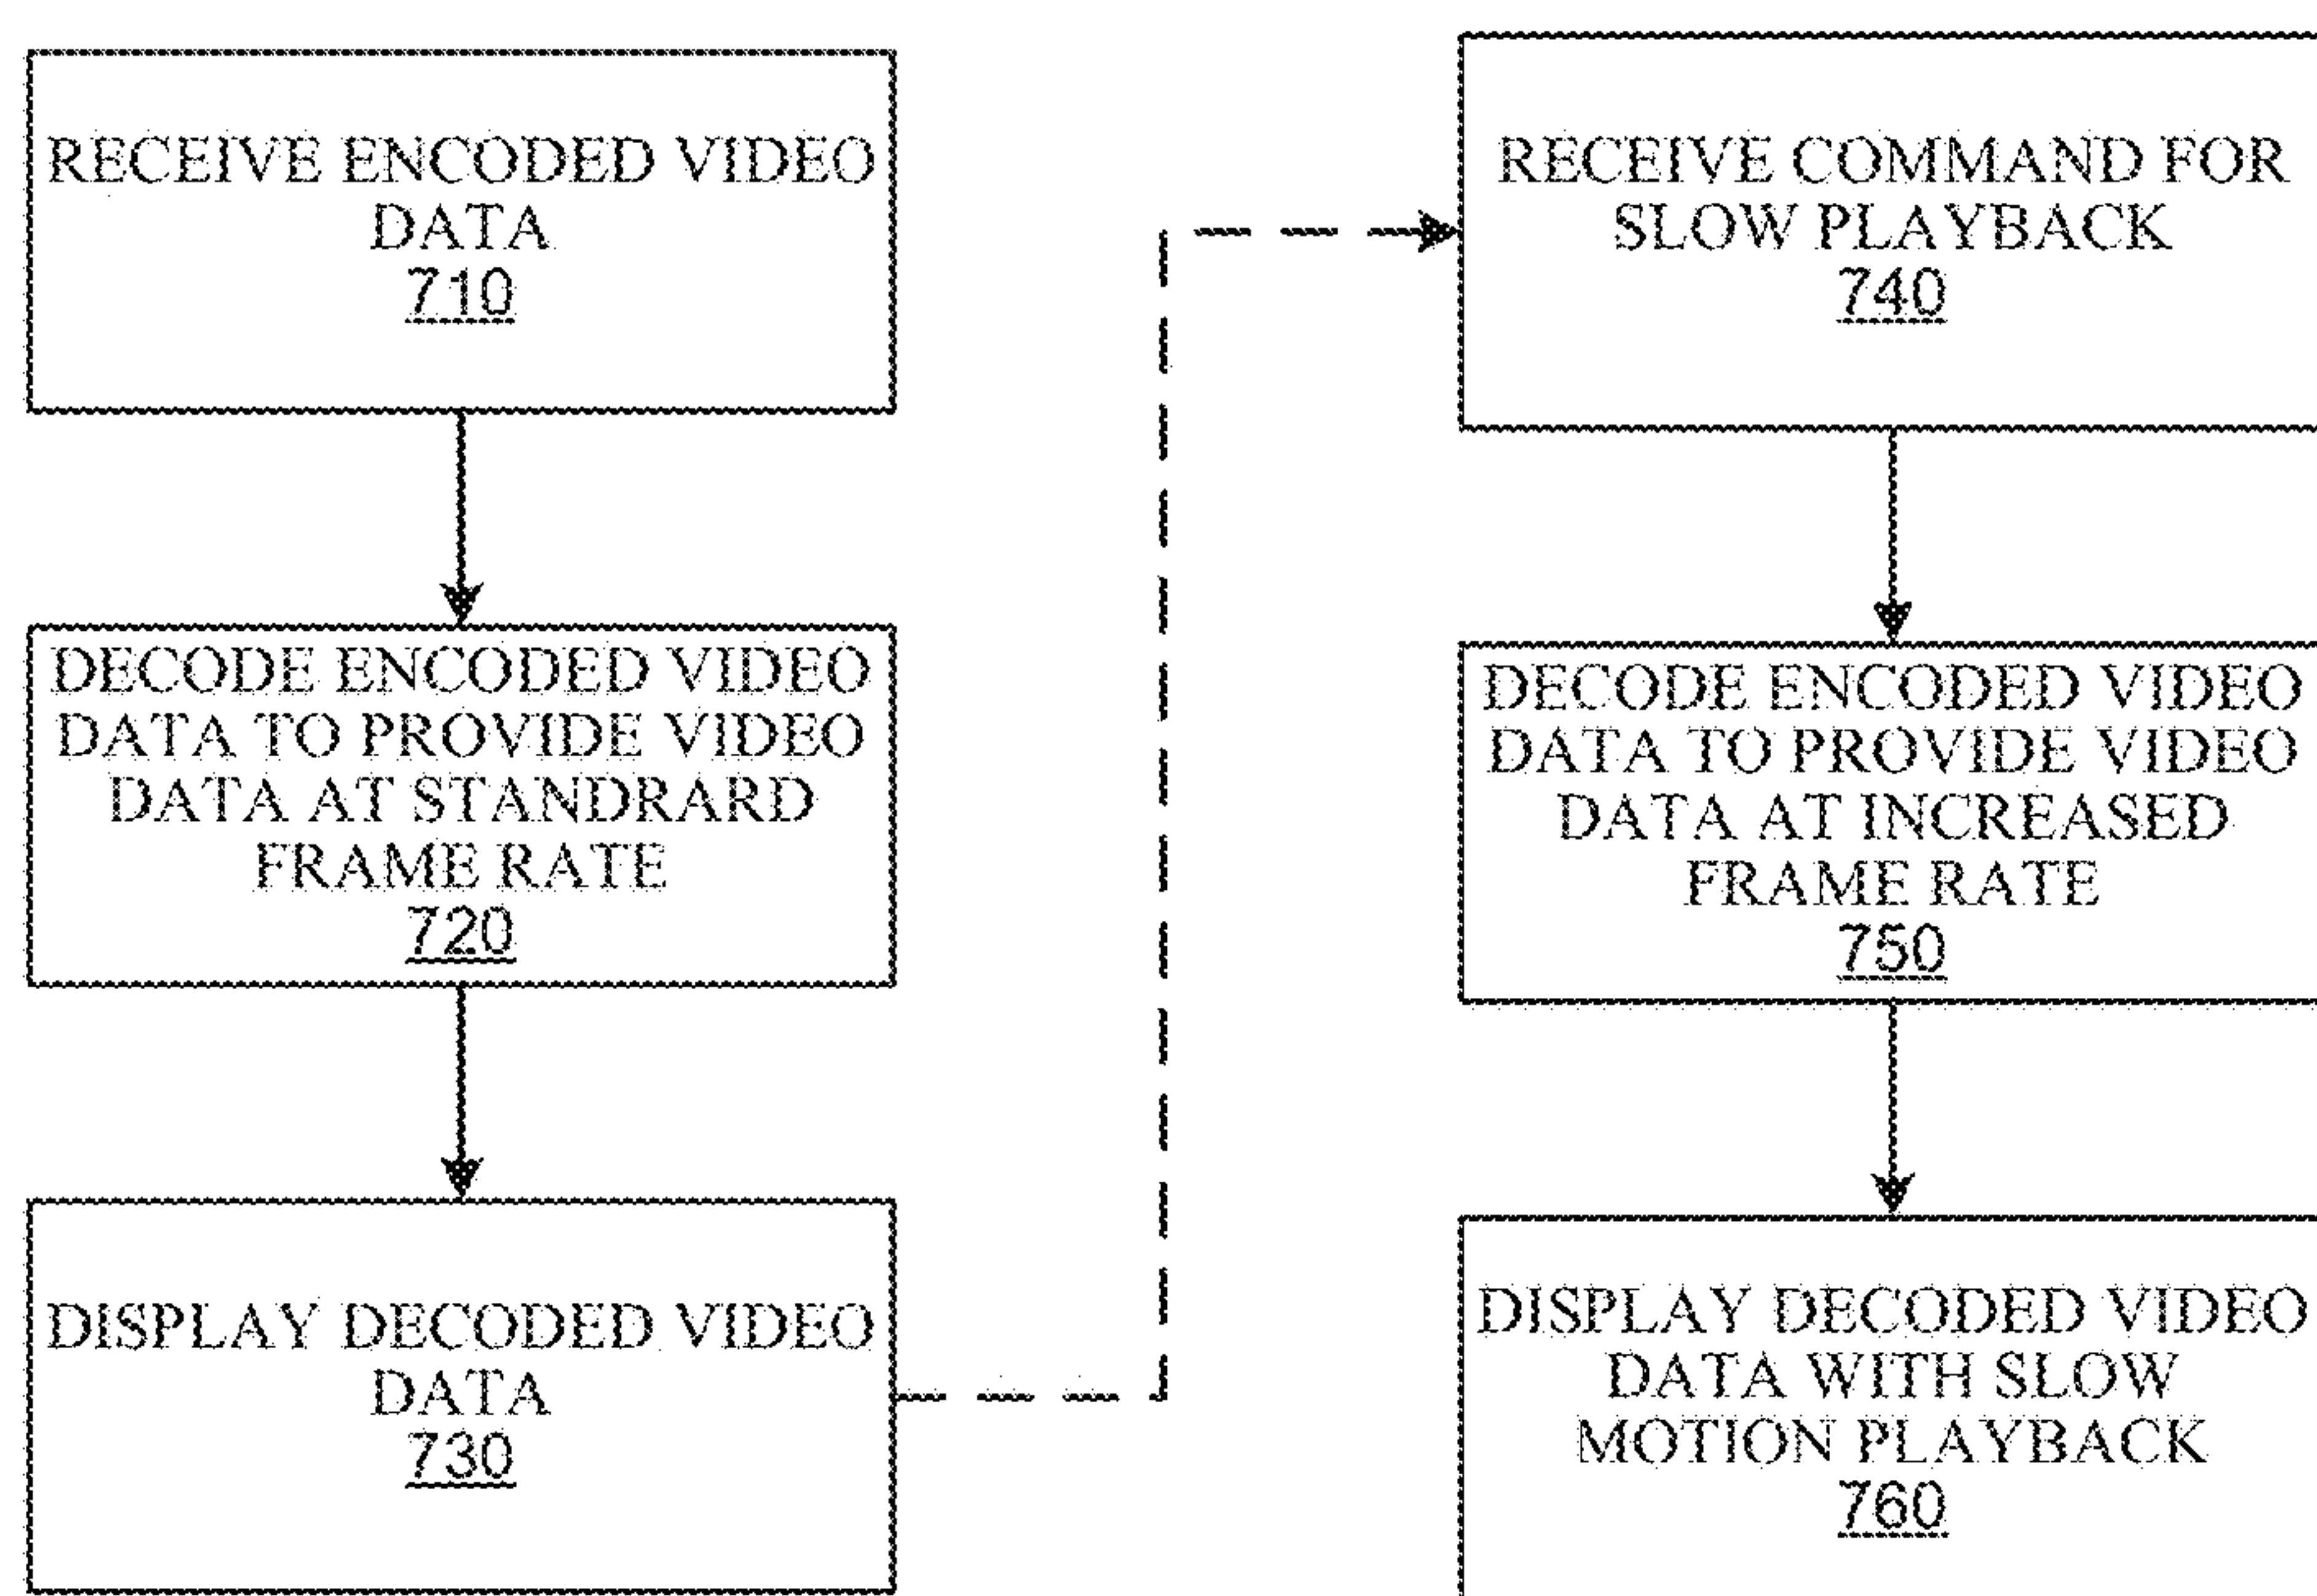 RECEIVE ENCODED VIDEO
DATA
710
DECODE ENCODED VIDEO
DATA TO PROVIDE VIDEO
DATA AT STANDRARD
FRAME RATE
720
DISPLAY DECODED VIDEO
DATA
730
RECEIVE COMMAND FOR
SLOW PLAYBACK
740
DECODE ENCODED VIDEO
DATA TO PROVIDE VIDEO
DATA AT INCREASED
FRAME RATE
750
DISPLAY DECODED VIDEO
DATA WITH SLOW
MOTION PLAYBACK
760